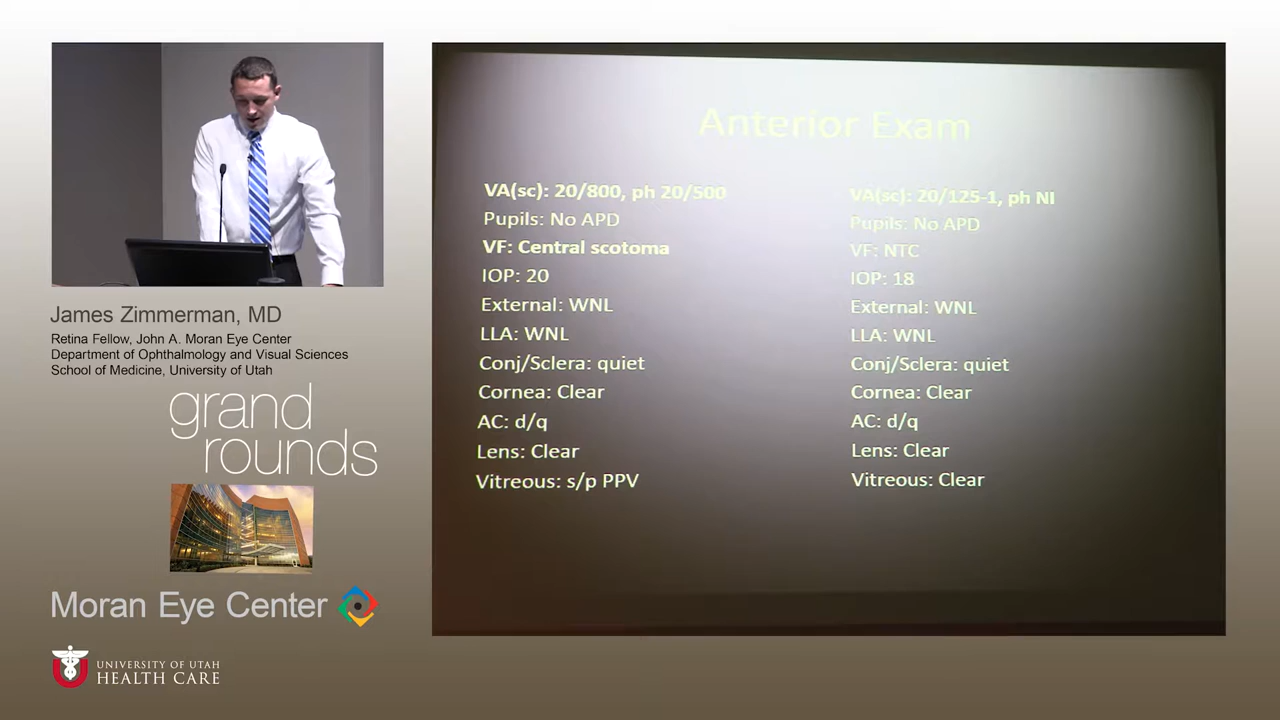 Anterior Exam
VA(sc): 20/800, ph 20/500
Pupils: No APD
VF: Central scotoma
IOP: 20
External: WNL
LLA: WNL
Conj/Sclera: quiet
Cornea: Clear
AC: d/q
Lens: Clear
Vitreous: s/p PPV
VA(sc): 20/125-1, ph NI
Pupils: No APD
VF: NTC
IOP: 18
External: WNL
LLA: WNL
Conj/Sclera: quiet
Cornea: Clear
AC: d/q
Lens: Clear
Vitreous: Clear
James Zimmerman, MD
Retina Fellow, John A. Moran Eye Center
Department of Ophthalmology and Visual Sciences
School of Medicine, University of Utah
grand
rounds
Moran Eye Center
U
UNIVERSITY OF UTAH
HEALTH CARE